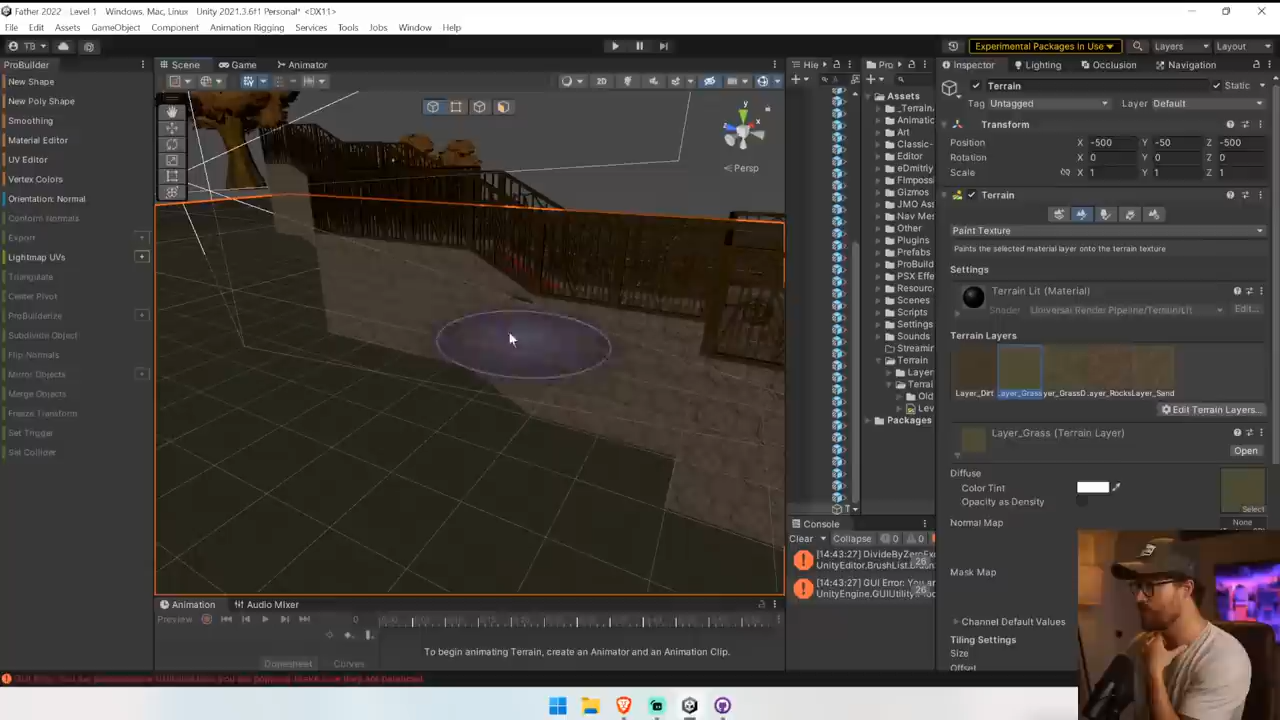 Father 2022 - Level 1 - Windows, Mac, Linux - Unity 2021.3.6f1 Personal* <DX11>
File Edit Assets GameObject Component Animation Rigging Services Tools Jobs Window Help
TB Experimental Packages In Use Layers Layout
ProBuilder Scene Game Animator Hie Pro Inspector Lighting Occlusion Navigation
New Shape
New Poly Shape
Smoothing
Material Editor
UV Editor
Vertex Colors
Orientation: Normal
Conform Normals
Export
Lightmap UVs
Triangulate
Center Pivot
ProBuilderize
Subdivide Object
Flip Normals
Mirror Objects
Merge Objects
Freeze Transform
Set Trigger
Set Collider
2D
y
Persp
Assets
_Terrain
Animatic
Art
Classic-
Editor
eDmitriy
FImposs
Gizmos
JMO Ass
Nav Mes
Other
Plugins
Prefabs
ProBuild
PSX Effe
Resourc
Scenes
Scripts
Settings
Sounds
Streamin
Terrain
Layer
Terrai
Old
Lev
Packages
Terrain Static
Tag Untagged Layer Default
Transform
Position X -500 Y -50 Z -500
Rotation X 0 Y 0 Z 0
Scale X 1 Y 1 Z 1
Terrain
Paint Texture
Paints the selected material layer onto the terrain texture
Settings
Terrain Lit (Material)
Shader Universal Render Pipeline/Terrain/Lit Edit...
Terrain Layers
Layer_Dirt Layer_Grass yer_GrassD ayer_Rocks Layer_Sand
Edit Terrain Layers...
Layer_Grass (Terrain Layer)
Open
Diffuse
Color Tint
Opacity as Density
Select
Normal Map
None
Mask Map
Channel Default Values
Tiling Settings
Size
Offset
Console
Clear Collapse 0 0
[14:43:27] DivideByZeroEx
UnityEditor.BrushList
[14:43:27] GUI Error: You ar
UnityEngine.GUIUtility
Animation Audio Mixer
Preview 0
To begin animating Terrain, create an Animator and an Animation Clip.
Dopesheet Curves